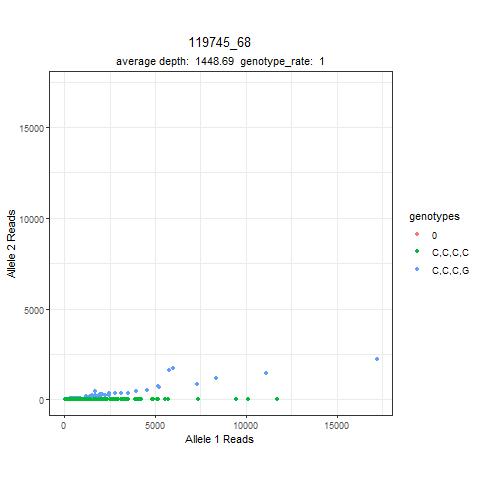 119745_68
average depth: 1448.69 genotype_rate: 1
15000
10000
5000
0
Allele 2 Reads
0
5000
10000
15000
Allele 1 Reads
genotypes
0
C,C,C,C
C,C,C,G